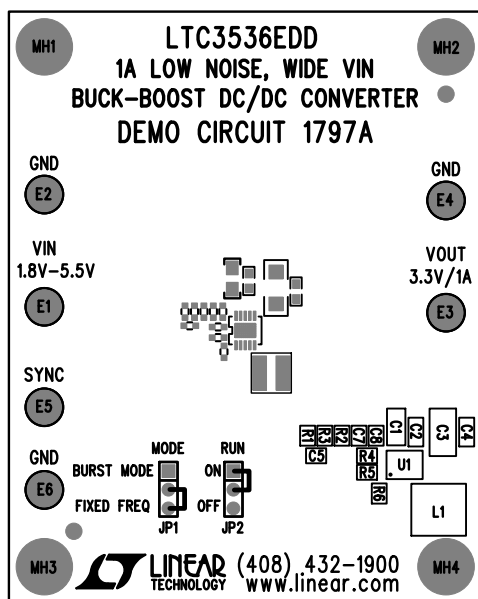 MH1
LTC3536EDD
MH2
1A LOW NOISE, WIDE VIN
BUCK-BOOST DC/DC CONVERTER
DEMO CIRCUIT 1797A
GND
E2
GND
E4
VIN
1.8V-5.5V
E1
VOUT
3.3V/1A
E3
SYNC
E5
GND
E6
MODE
BURST MODE
FIXED FREQ
JP1
RUN
ON
OFF
JP2
R1
R3
R2
C7
C8
C1
C2
C3
C4
C5
R4
R5
U1
R6
L1
MH3
LINEAR
TECHNOLOGY
(408) 432-1900
www.linear.com
MH4